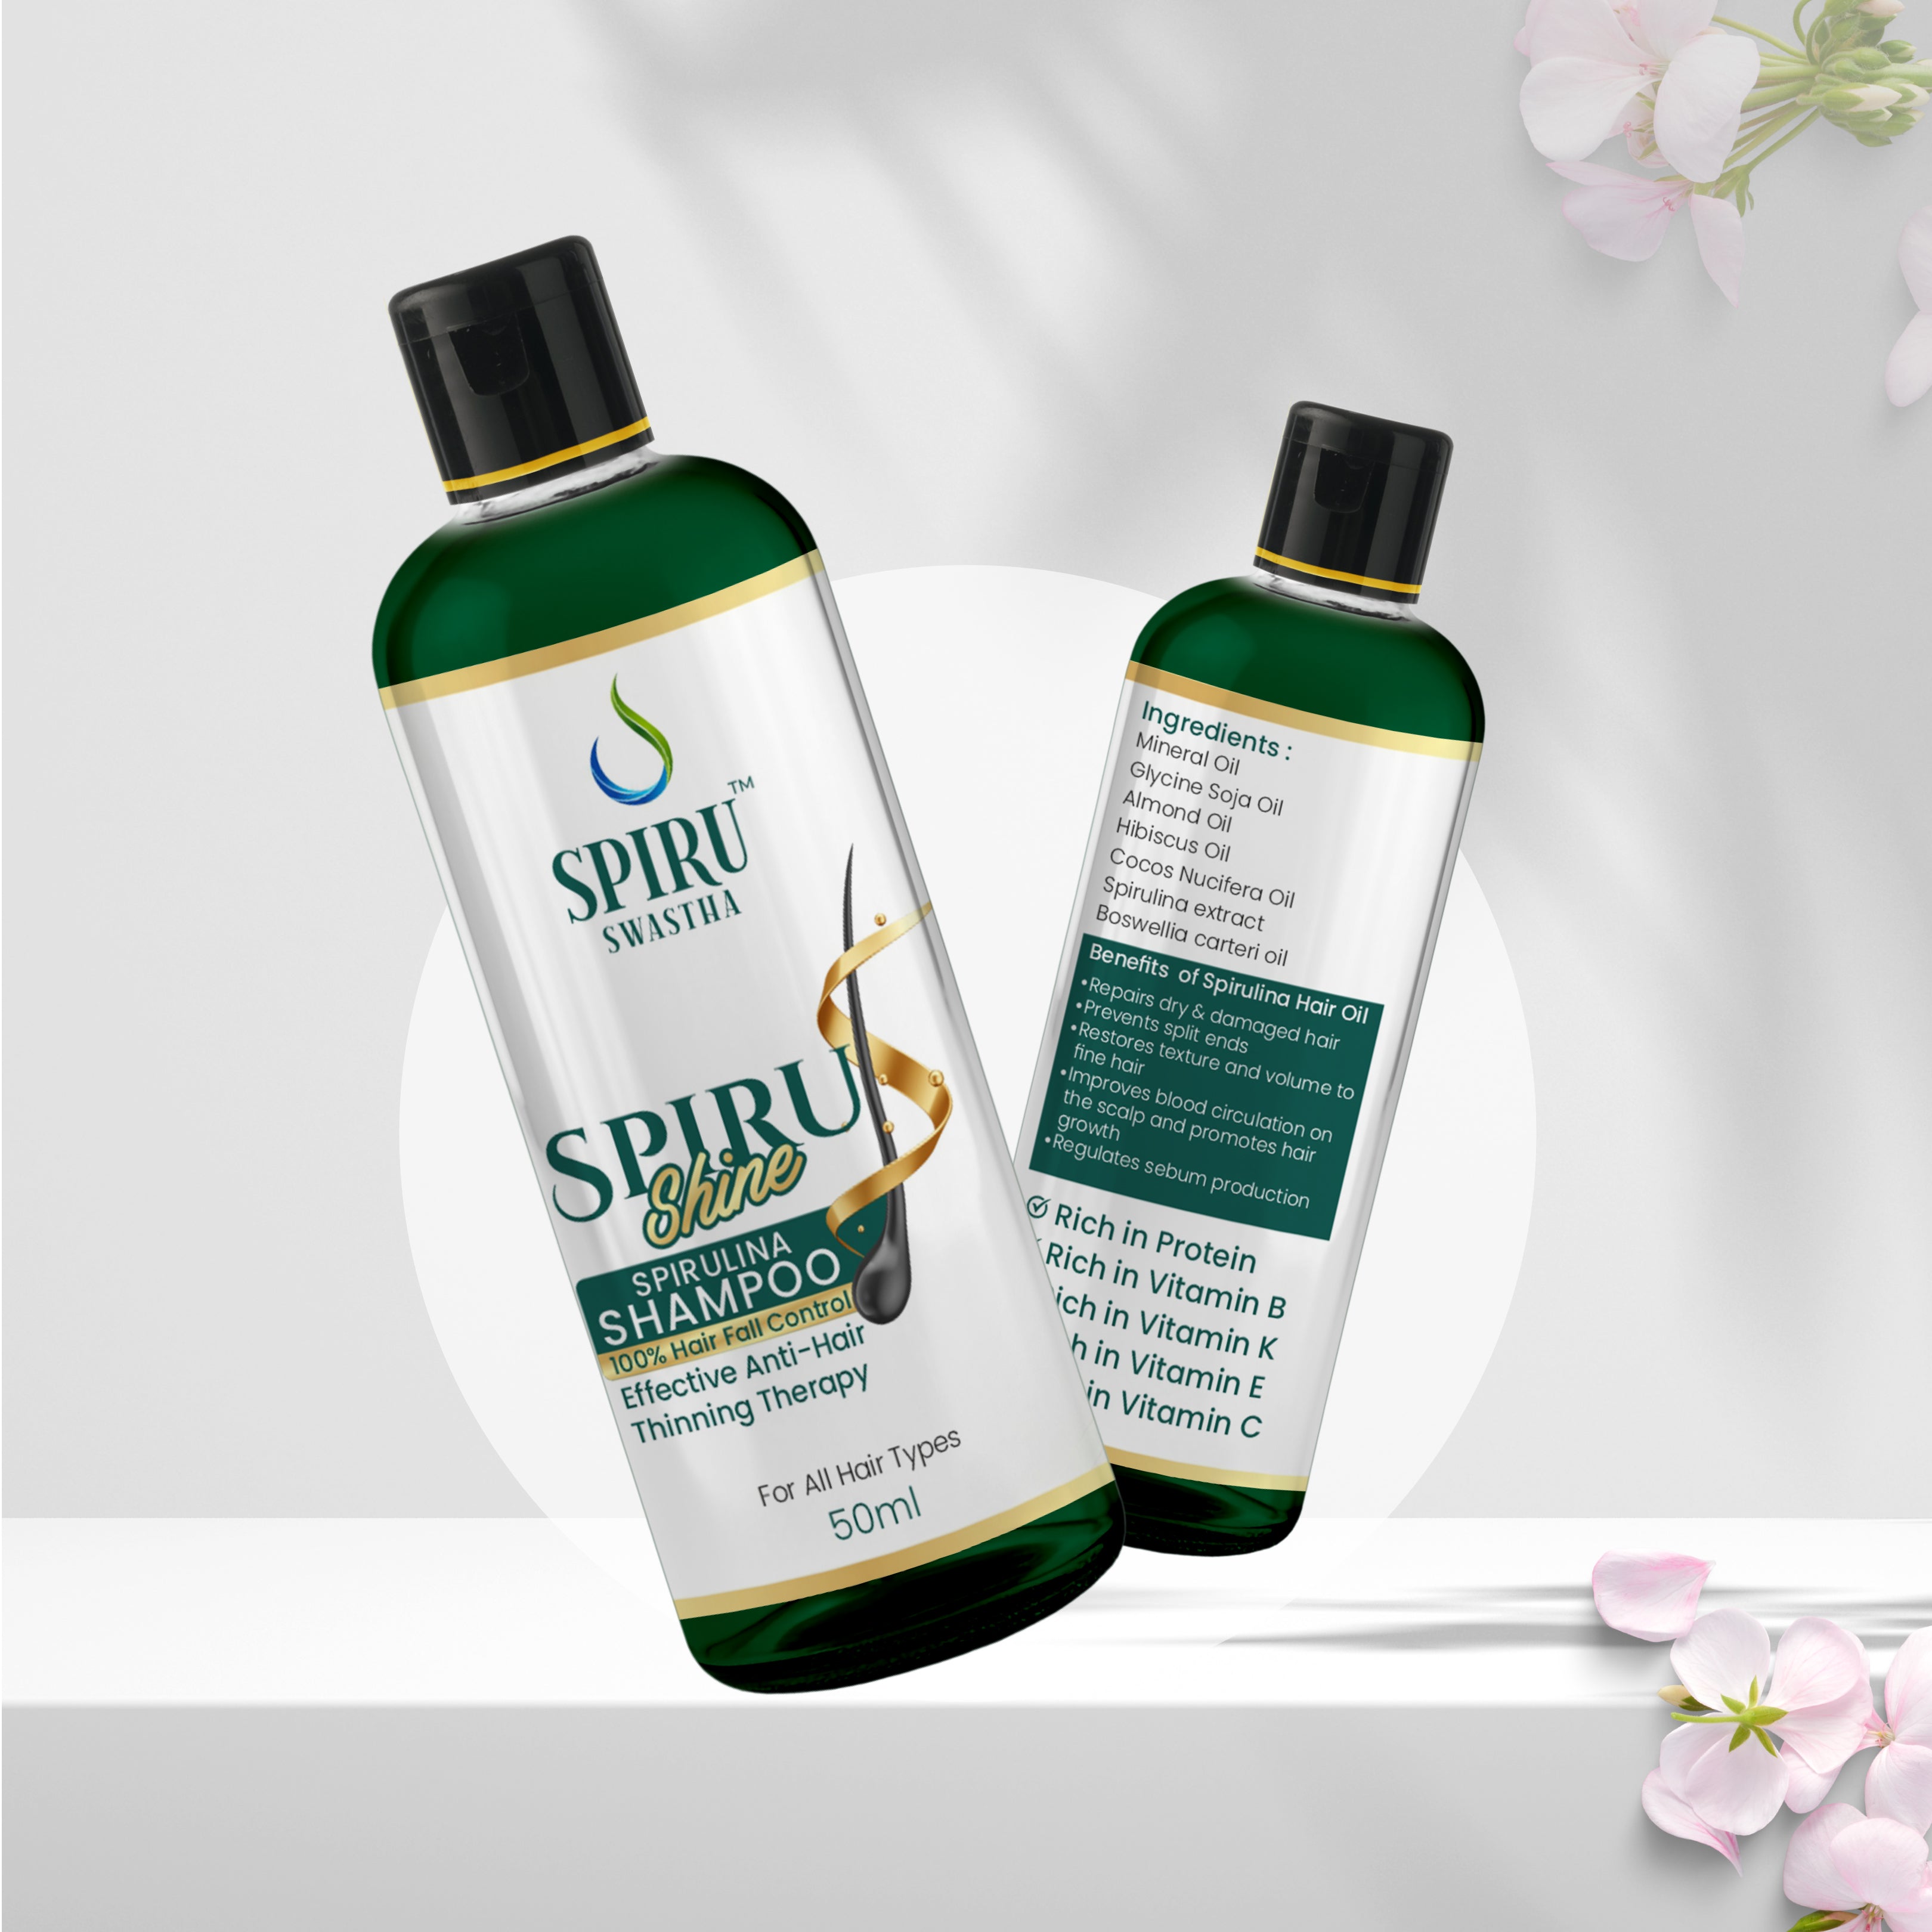 SPIRU™
SWASTHA
SPIRU
Shine
SPIRULINA
SHAMPOO
100% Hair Fall Control
Effective Anti-Hair
Thinning Therapy
For All Hair Types
50ml
Ingredients :
Mineral Oil
Glycine Soja Oil
Almond Oil
Hibiscus Oil
Cocos Nucifera Oil
Spirulina extract
Boswellia carteri oil
Benefits of Spirulina Hair Oil
•Repairs dry & damaged hair
•Prevents split ends
•Restores texture and volume to
fine hair
•Improves blood circulation on
the scalp and promotes hair
growth
•Regulates sebum production
Rich in Protein
Rich in Vitamin B
ich in Vitamin K
h in Vitamin E
in Vitamin C